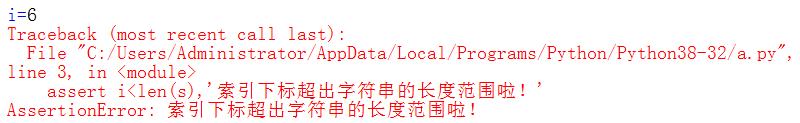 i=6
Traceback (most recent call last):
  File "C:/Users/Administrator/AppData/Local/Programs/Python/Python38-32/a.py",
line 3, in <module>
    assert i<len(s),'索引下标超出字符串的长度范围啦！'
AssertionError: 索引下标超出字符串的长度范围啦！